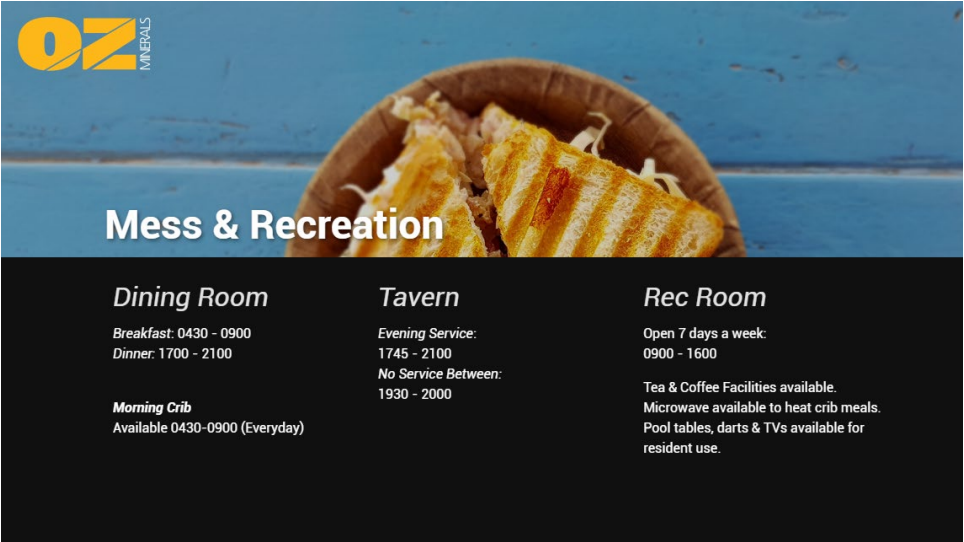 OZ
MINERALS
Mess & Recreation
Dining Room
Breakfast: 0430 - 0900
Dinner: 1700 - 2100
Morning Crib
Available 0430-0900 (Everyday)
Tavern
Evening Service:
1745 - 2100
No Service Between:
1930 - 2000
Rec Room
Open 7 days a week:
0900 - 1600
Tea & Coffee Facilities available.
Microwave available to heat crib meals.
Pool tables, darts & TVs available for
resident use.